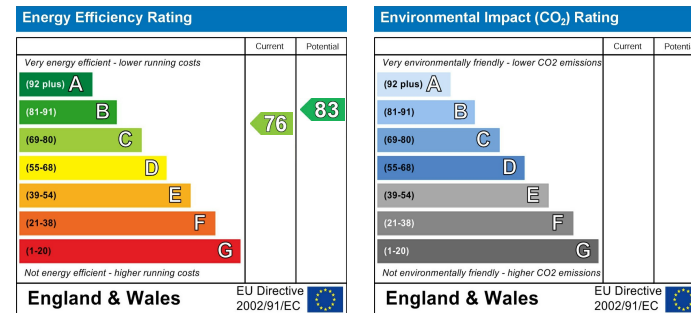 Energy Efficiency Rating
Current Potential
Very energy efficient - lower running costs
(92 plus) A
(81-91) B
(69-80) C
(55-68) D
(39-54) E
(21-38) F
(1-20) G
76
83
Not energy efficient - higher running costs
England & Wales
EU Directive
2002/91/EC
Environmental Impact (CO₂) Rating
Current Potenti
Very environmentally friendly - lower CO2 emissions
(92 plus) A
(81-91) B
(69-80) C
(55-68) D
(39-54) E
(21-38) F
(1-20) G
Not environmentally friendly - higher CO2 emissions
England & Wales
EU Directive
2002/91/EC